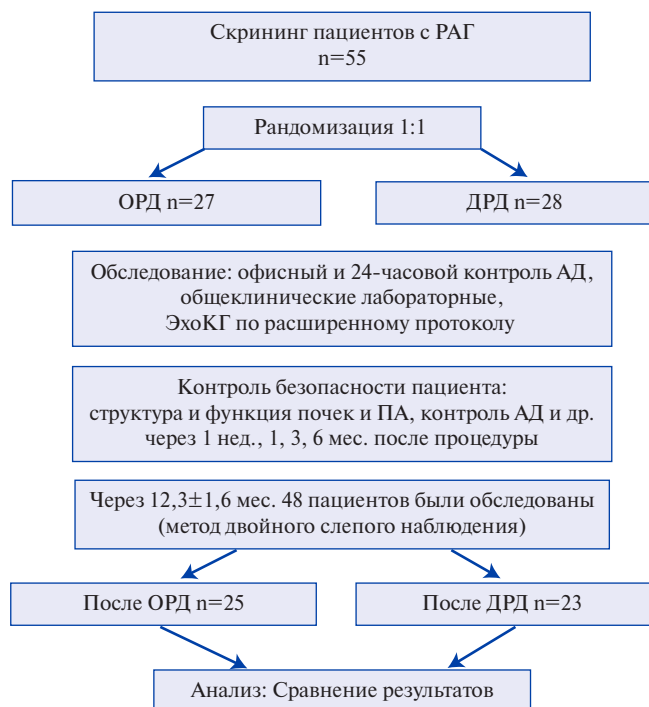 Скрининг пациентов с РАГ
n=55
Рандомизация 1:1
ОРД n=27
ДРД n=28
Обследование: офисный и 24-часовой контроль АД,
общеклинические лабораторные,
ЭхоКГ по расширенному протоколу
Контроль безопасности пациента:
структура и функция почек и ПА, контроль АД и др.
через 1 нед., 1, 3, 6 мес. после процедуры
Через 12,3±1,6 мес. 48 пациентов были обследованы
(метод двойного слепого наблюдения)
После ОРД n=25
После ДРД n=23
Анализ: Сравнение результатов